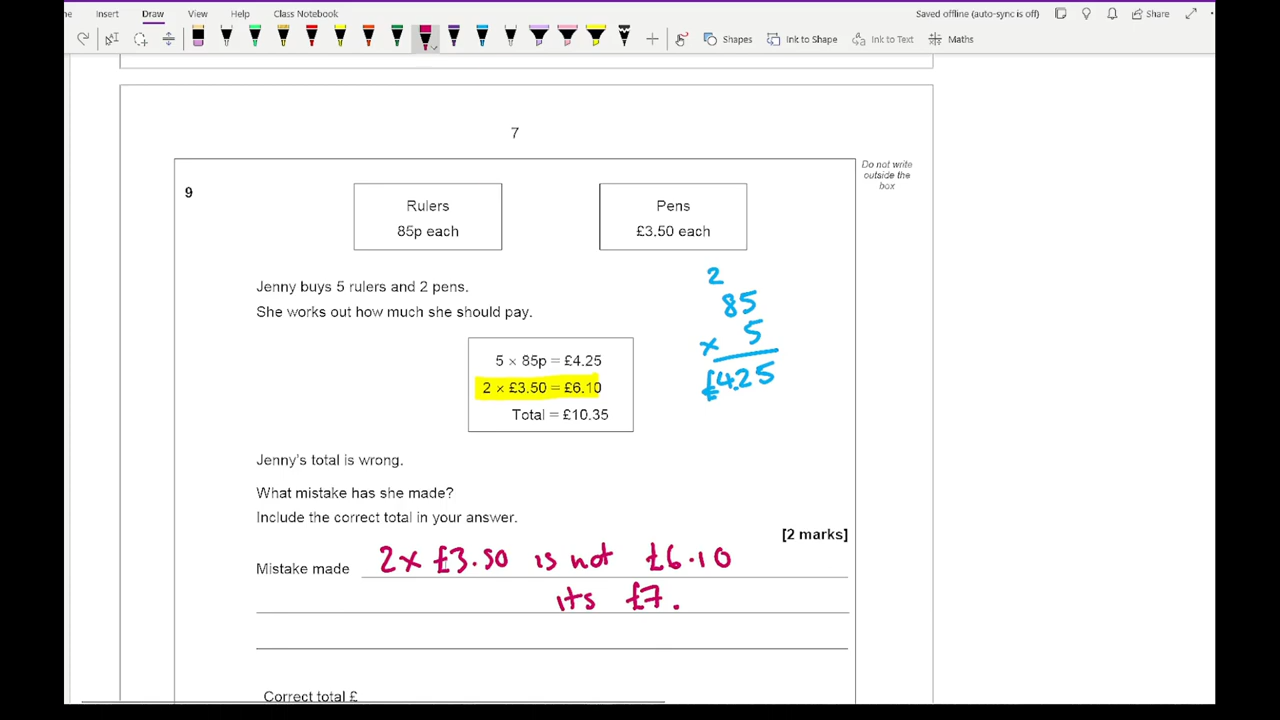 me Insert Draw View Help Class Notebook Saved offline (auto-sync is off) Share
Shapes Ink to Shape Ink to Text Maths
7
Do not write
outside the
box
9
Rulers
85p each
Pens
£3.50 each
Jenny buys 5 rulers and 2 pens.
She works out how much she should pay.
2
85
× 5
£4.25
5 × 85p = £4.25
2 × £3.50 = £6.10
Total = £10.35
Jenny's total is wrong.
What mistake has she made?
Include the correct total in your answer.
[2 marks]
Mistake made 2× £3.50 is not £6.10
its £7.
Correct total £